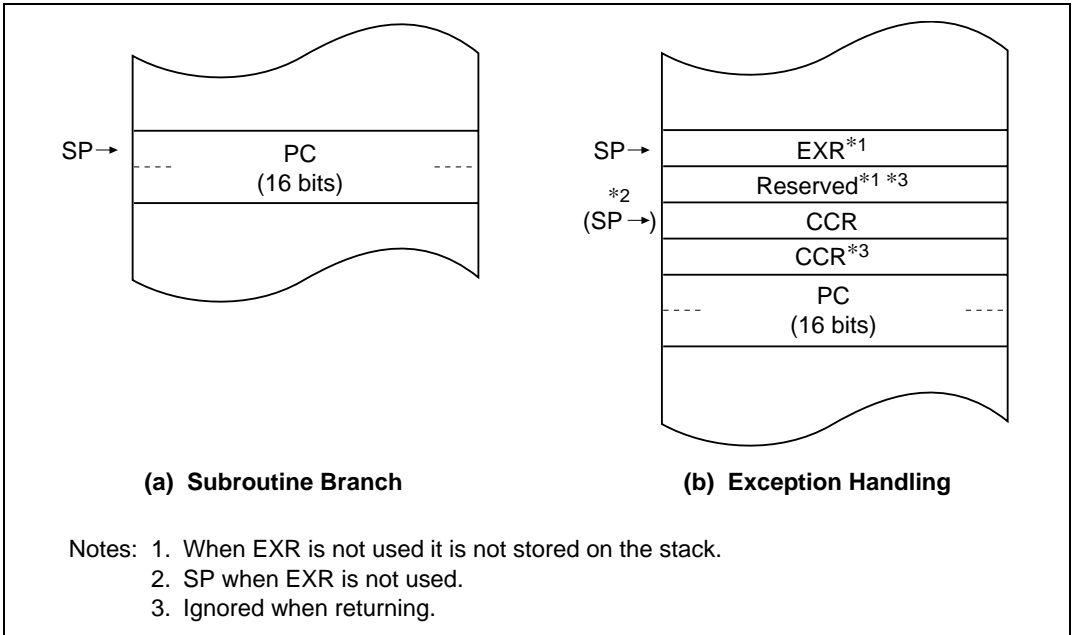 SP→
PC
(16 bits)
(a) Subroutine Branch
SP→
*2
(SP→)
EXR*1
Reserved*1 *3
CCR
CCR*3
PC
(16 bits)
(b) Exception Handling
Notes: 1. When EXR is not used it is not stored on the stack.
2. SP when EXR is not used.
3. Ignored when returning.